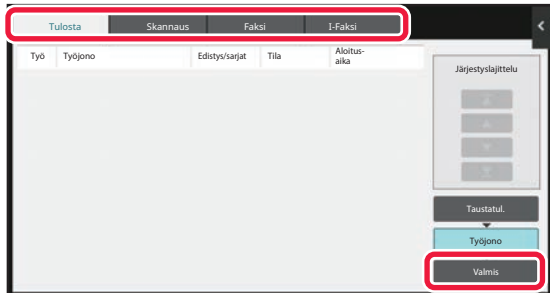 Tulosta Skannaus Faksi I-Faksi
Työ Työjono Edistys/sarjat Tila Aloitus-
aika
Järjestyslajittelu
Taustatul.
Työjono
Valmis